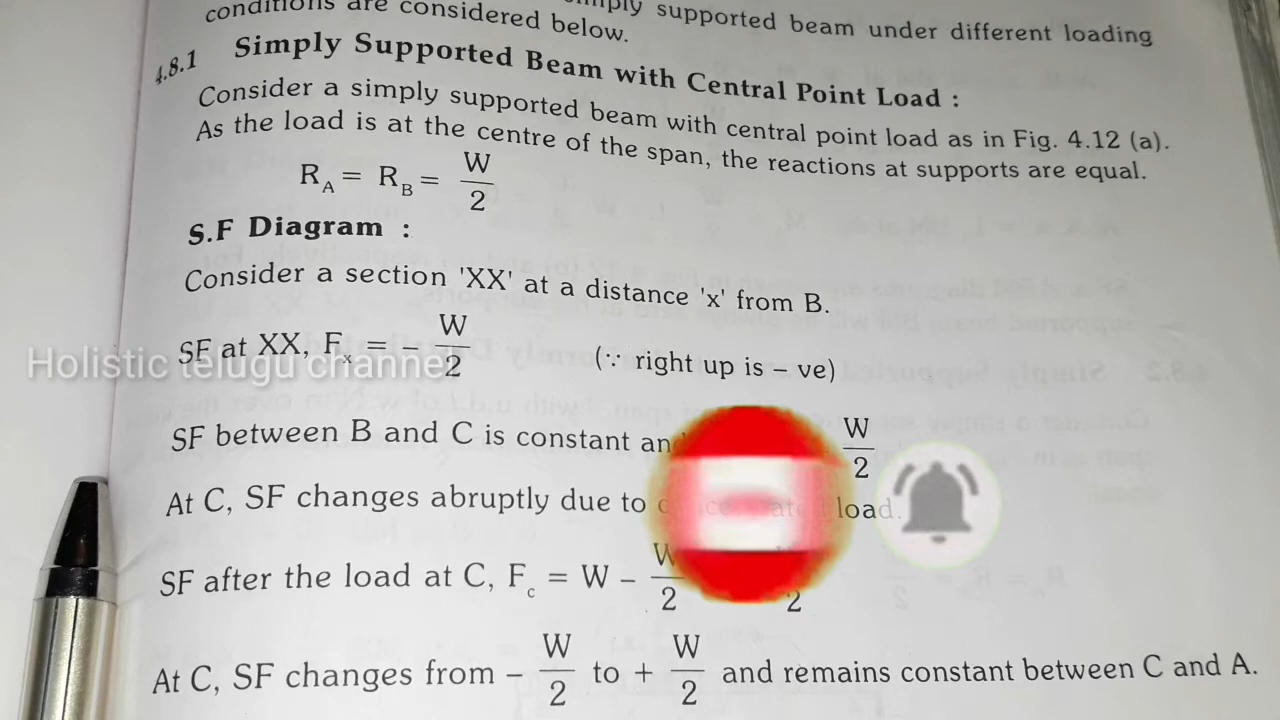 supported beam under different loading
conditions are considered below.
4.8.1 Simply Supported Beam with Central Point Load :
Consider a simply supported beam with central point load as in Fig. 4.12 (a).
As the load is at the centre of the span, the reactions at supports are equal.
R_A = R_B = W/2
S.F Diagram :
Consider a section 'XX' at a distance 'x' from B.
SF at XX, F_x = – W/2 (∵ right up is – ve)
Holistic telugu channel
SF between B and C is constant W/2
At C, SF changes abruptly due to load.
SF after the load at C, F_c = W – W/2 2
At C, SF changes from – W/2 to + W/2 and remains constant between C and A.